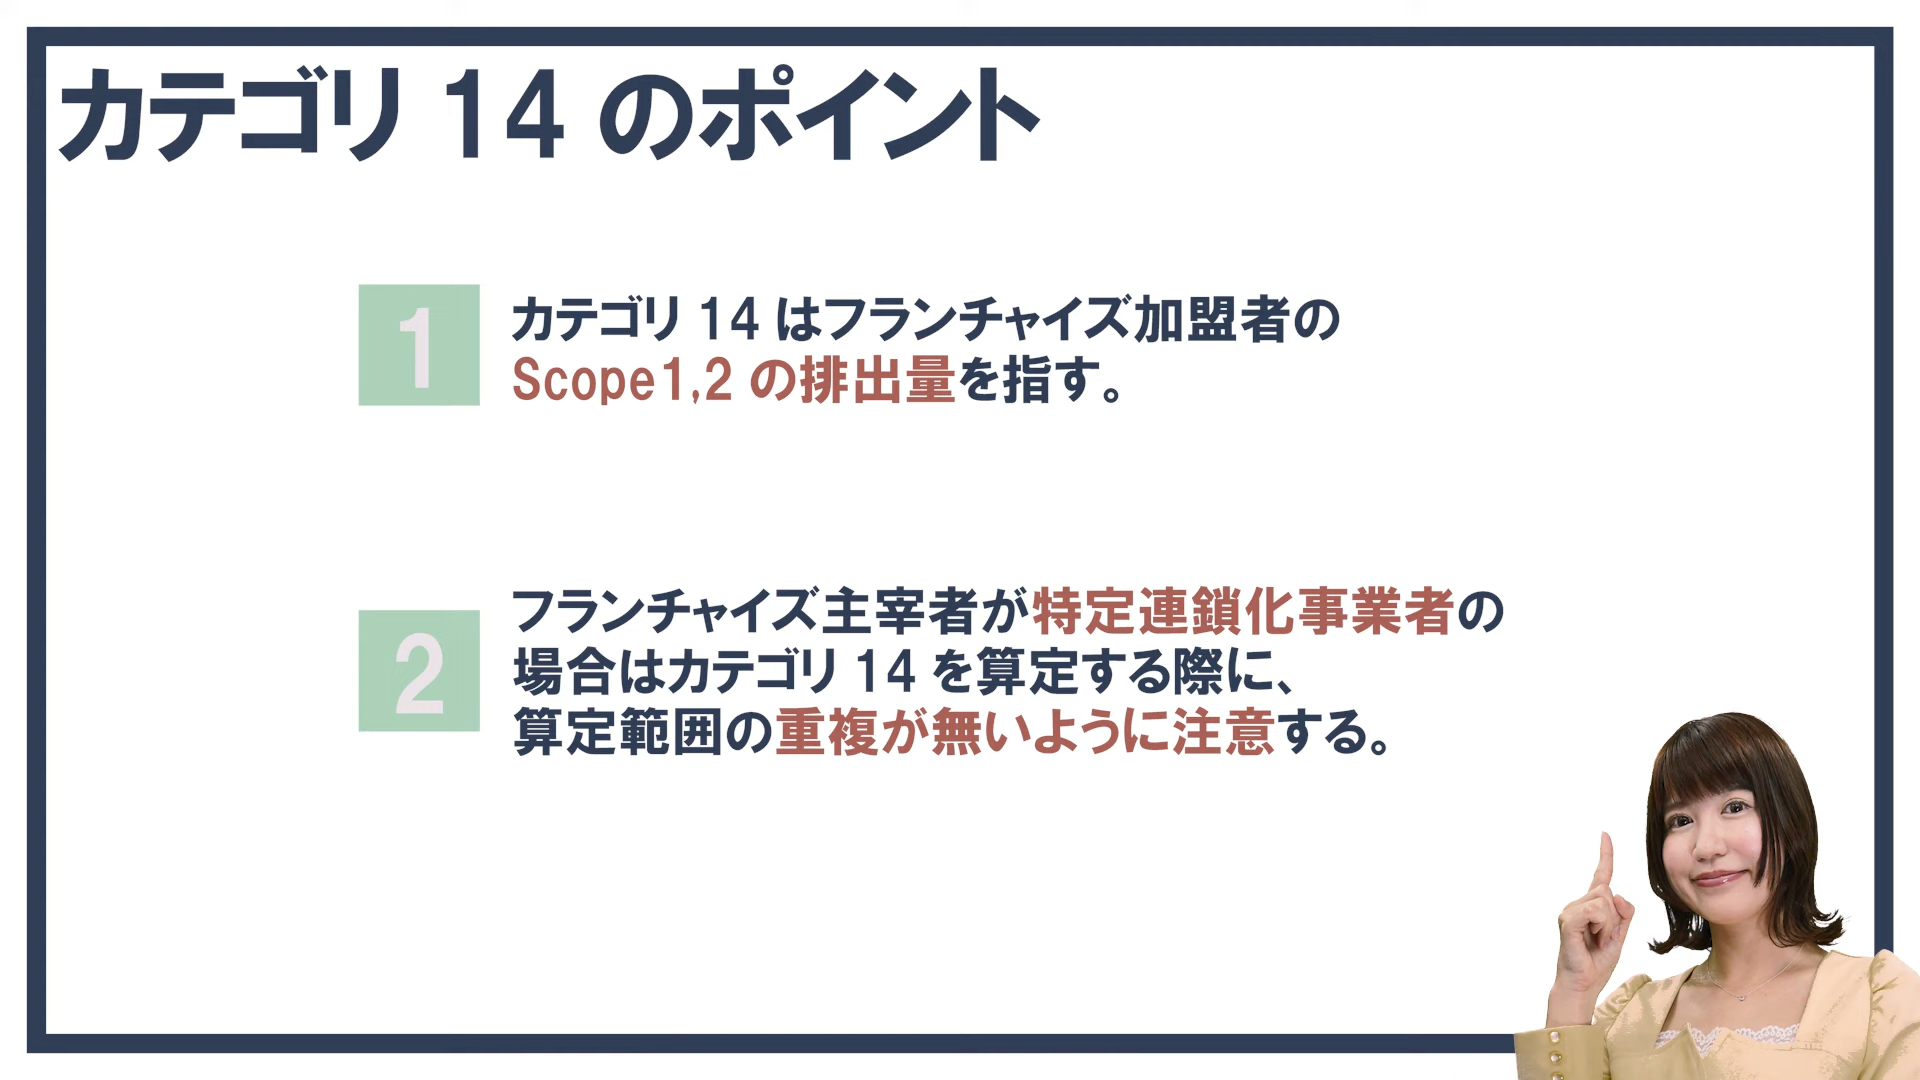 カテゴリ 14 のポイント
1
カテゴリ 14 はフランチャイズ加盟者の
Scope1,2 の排出量を指す。
2
フランチャイズ主宰者が特定連鎖化事業者の
場合はカテゴリ 14 を算定する際に、
算定範囲の重複が無いように注意する。